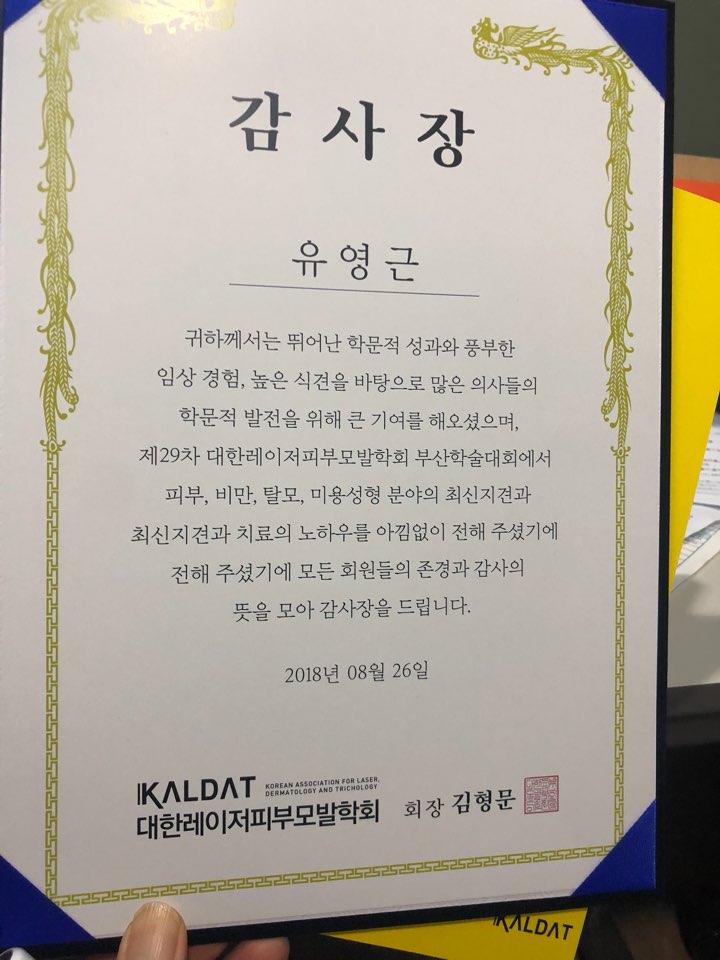 감사장
유영근
귀하께서는 뛰어난 학문적 성과와 풍부한
임상 경험, 높은 식견을 바탕으로 많은 의사들의
학문적 발전을 위해 큰 기여를 해오셨으며,
제29차 대한레이저피부모발학회 부산학술대회에서
피부, 비만, 탈모, 미용성형 분야의 최신지견과
최신지견과 치료의 노하우를 아낌없이 전해 주셨기에
전해 주셨기에 모든 회원들의 존경과 감사의
뜻을 모아 감사장을 드립니다.
2018년 08월 26일
KALDAT KOREAN ASSOCIATION FOR LASER,
DERMATOLOGY AND TRICHOLOGY
대한레이저피부모발학회 회장 김형문
KALDAT